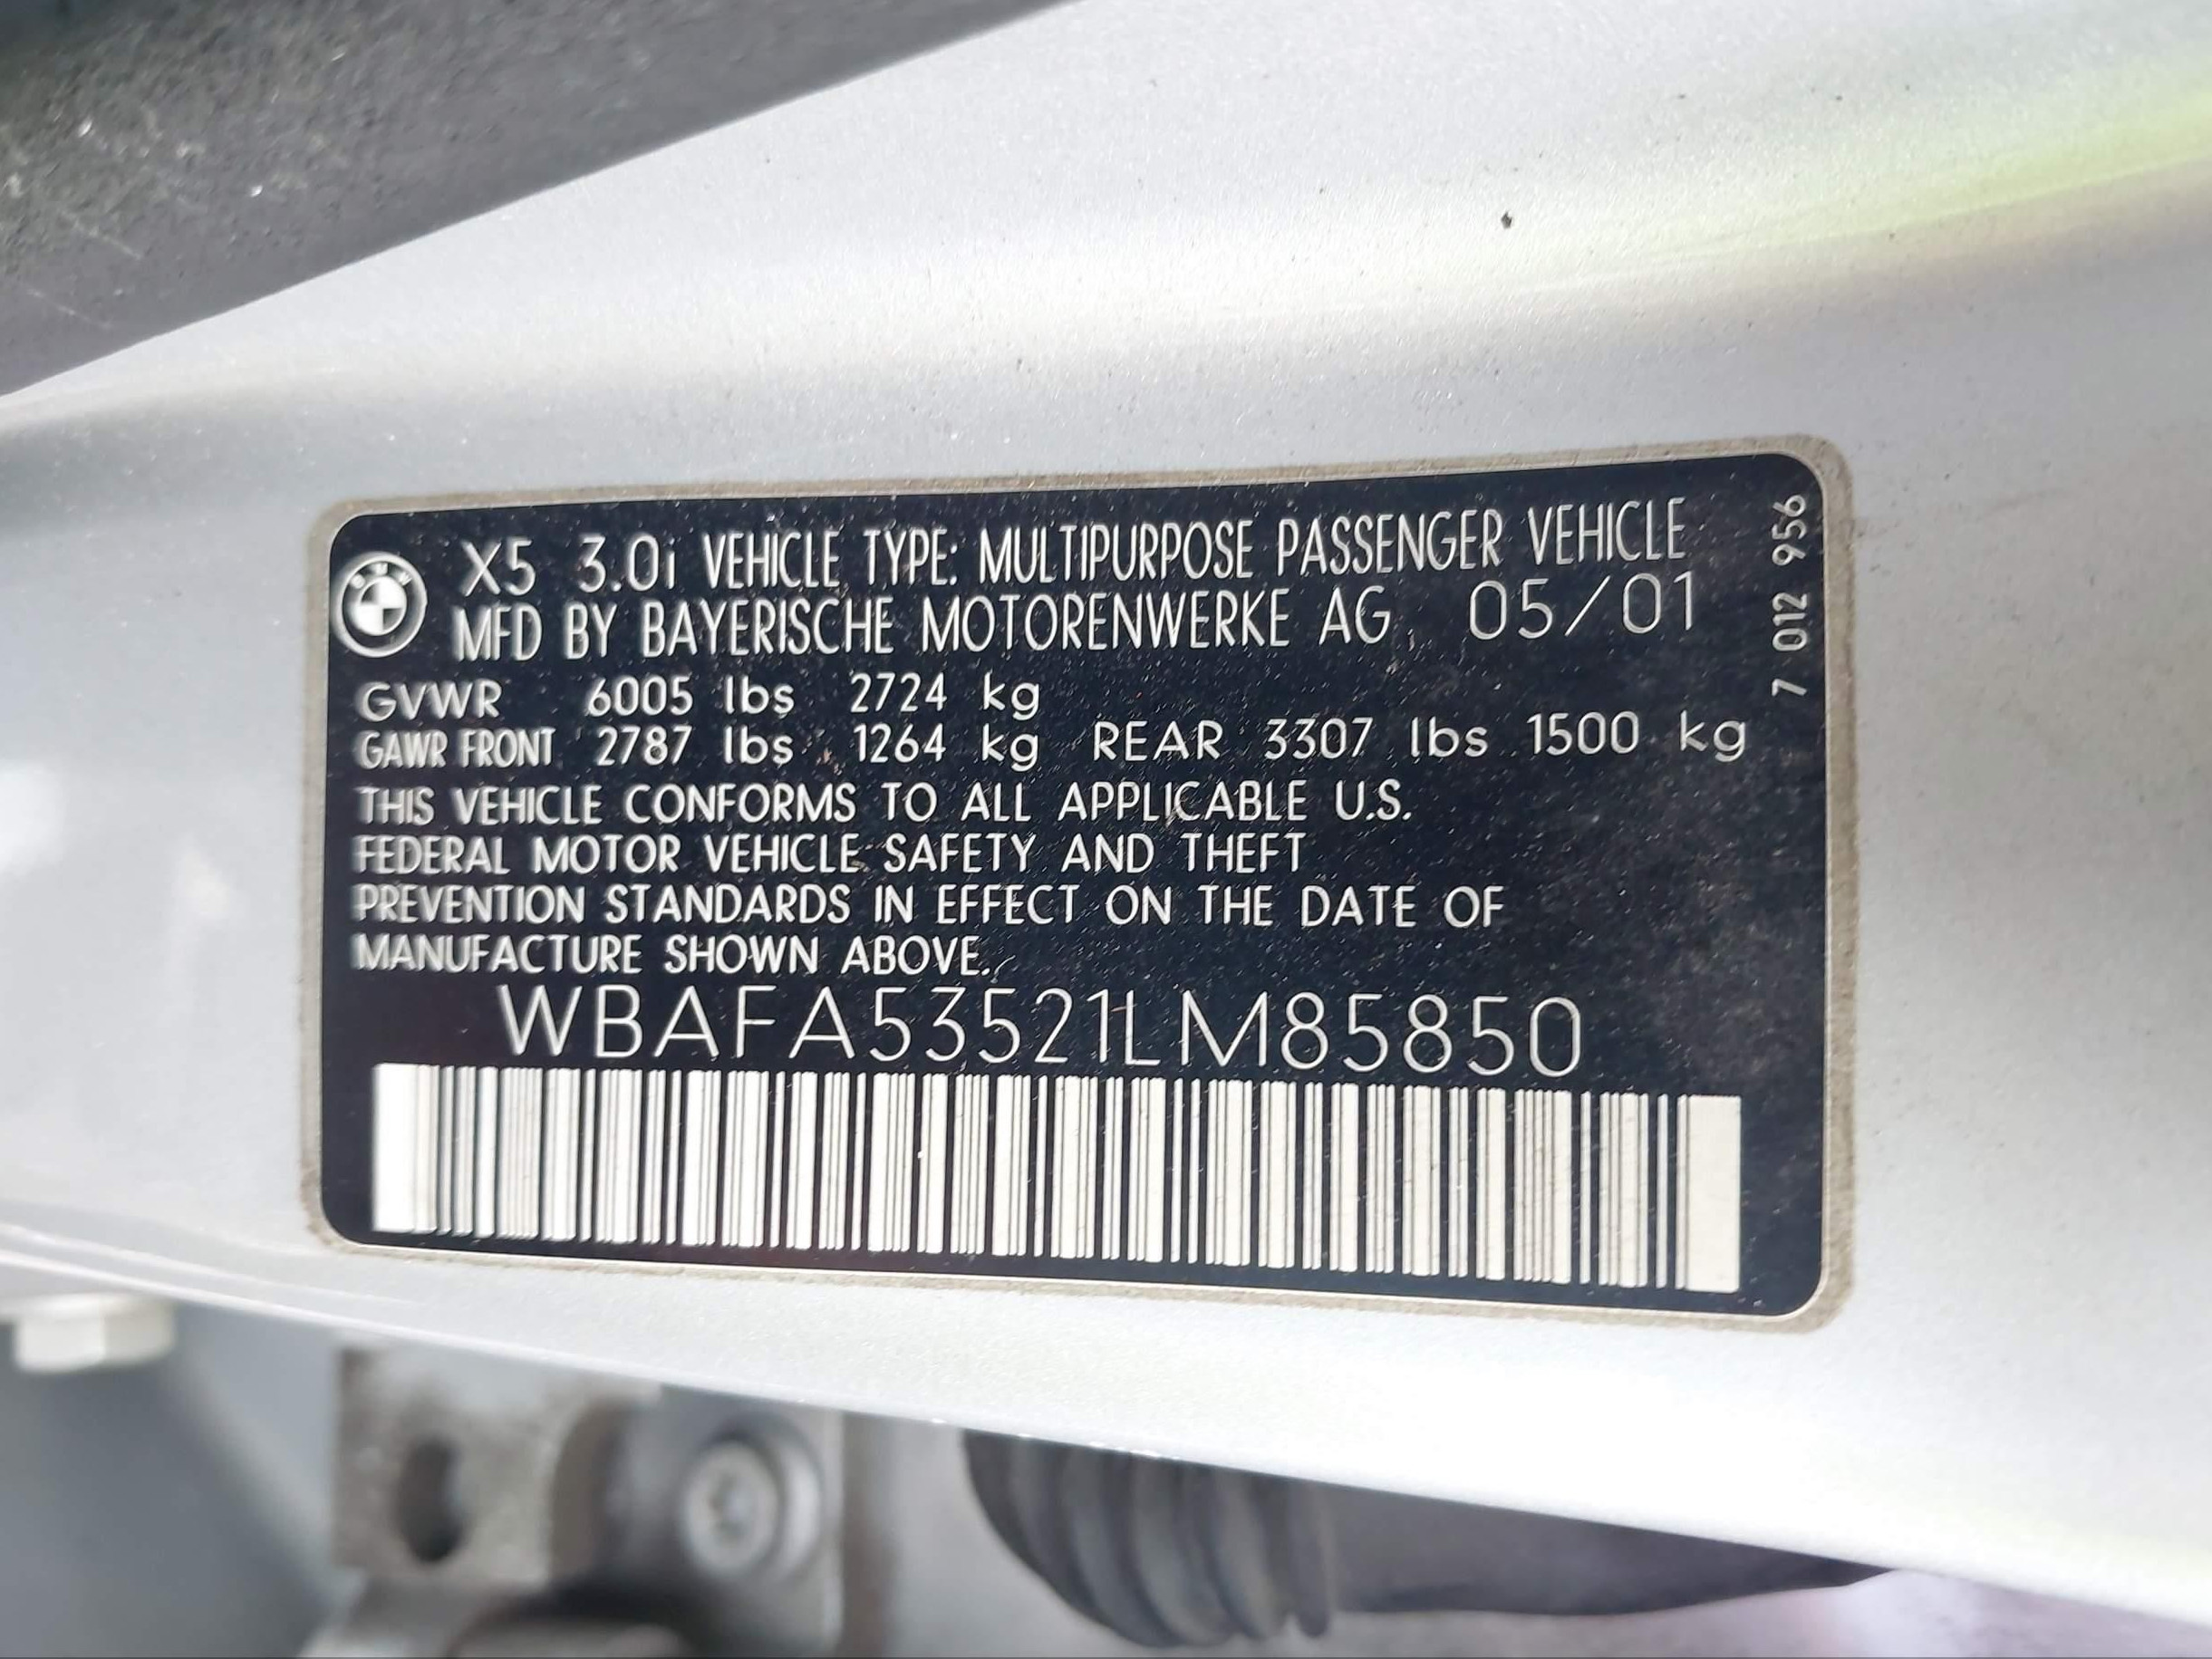 BMW
X5 3.0i VEHICLE TYPE: MULTIPURPOSE PASSENGER VEHICLE
MFD BY BAYERISCHE MOTORENWERKE AG 05/01
GVWR 6005 lbs 2724 kg
GAWR FRONT 2787 lbs 1264 kg REAR 3307 lbs 1500 kg
THIS VEHICLE CONFORMS TO ALL APPLICABLE U.S.
FEDERAL MOTOR VEHICLE SAFETY AND THEFT
PREVENTION STANDARDS IN EFFECT ON THE DATE OF
MANUFACTURE SHOWN ABOVE.
WBAFA53521LM85850
7 012 956